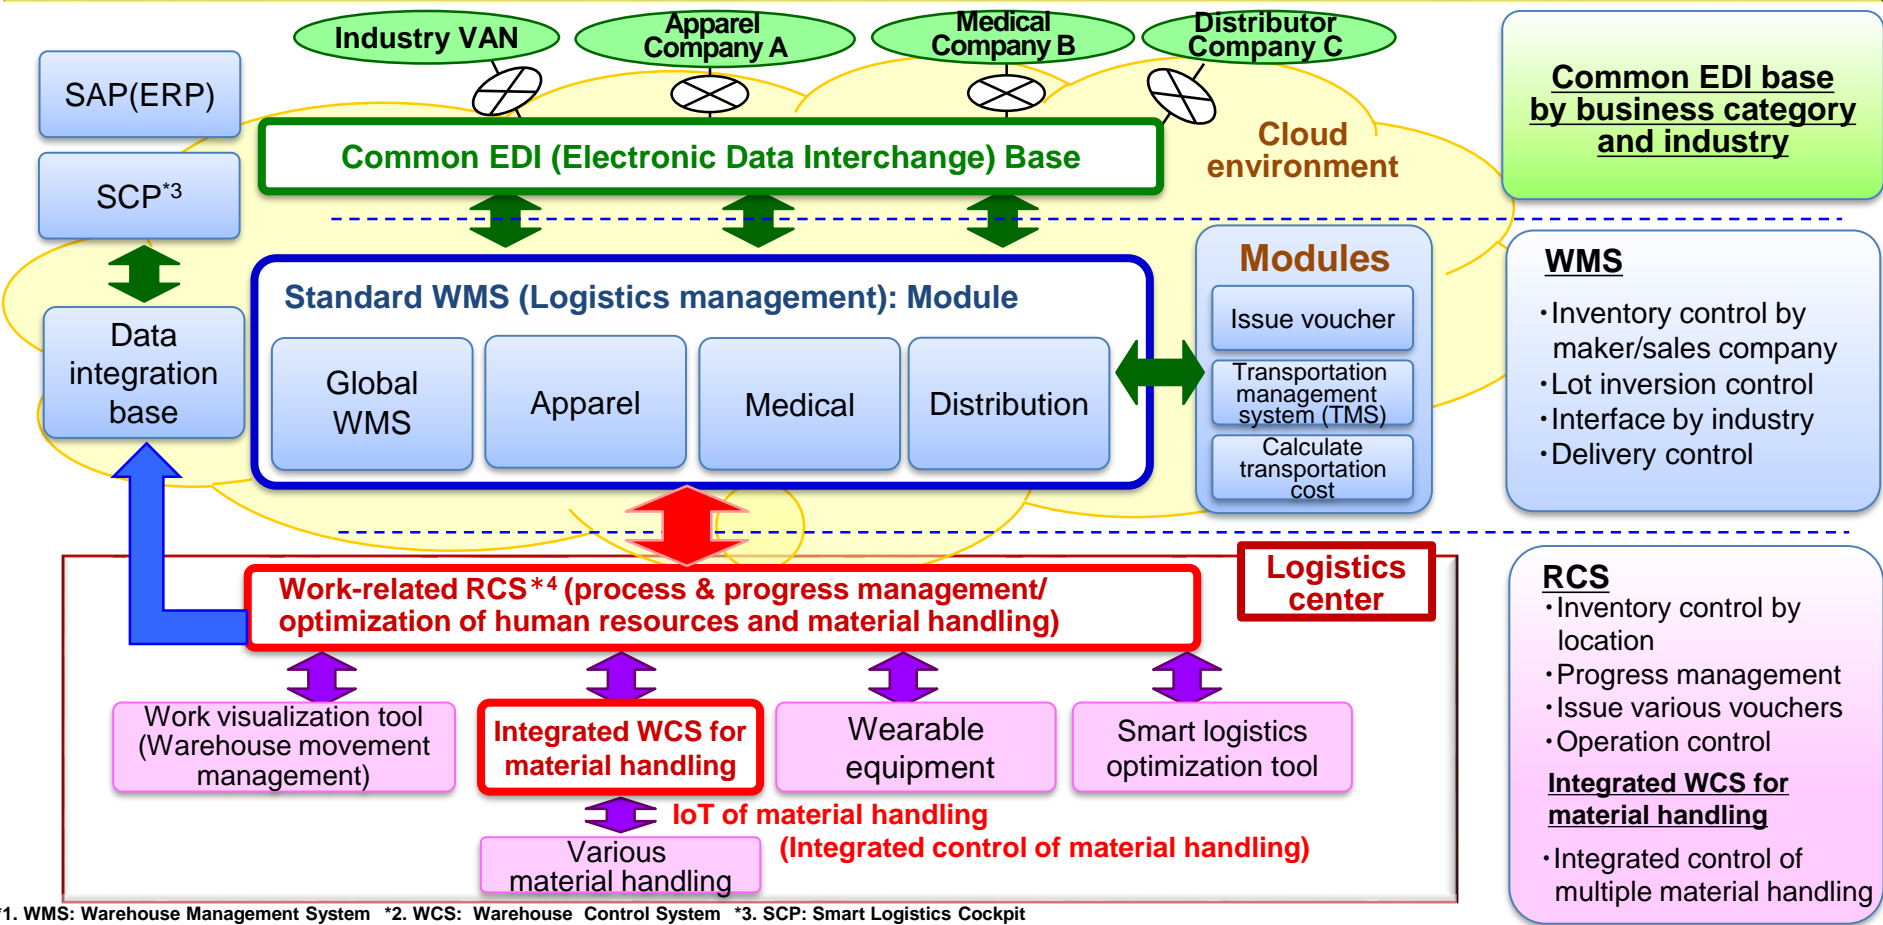 Industry VAN
Apparel
Company A
Medical
Company B
Distributor
Company C
SAP(ERP)
SCP*3
Common EDI (Electronic Data Interchange) Base
Cloud
environment
Common EDI base
by business category
and industry
Data
integration
base
Standard WMS (Logistics management): Module
Global
WMS
Apparel
Medical
Distribution
Modules
Issue voucher
Transportation
management
system (TMS)
Calculate
transportation
cost
WMS
・Inventory control by
maker/sales company
・Lot inversion control
・Interface by industry
・Delivery control
Logistics
center
Work-related RCS*4 (process & progress management/
optimization of human resources and material handling)
Work visualization tool
(Warehouse movement
management)
Integrated WCS for
material handling
Wearable
equipment
Smart logistics
optimization tool
IoT of material handling
(Integrated control of material handling)
Various
material handling
RCS
・Inventory control by
location
・Progress management
・Issue various vouchers
・Operation control
Integrated WCS for
material handling
・Integrated control of
multiple material handling
*1. WMS: Warehouse Management System *2. WCS: Warehouse Control System *3. SCP: Smart Logistics Cockpit